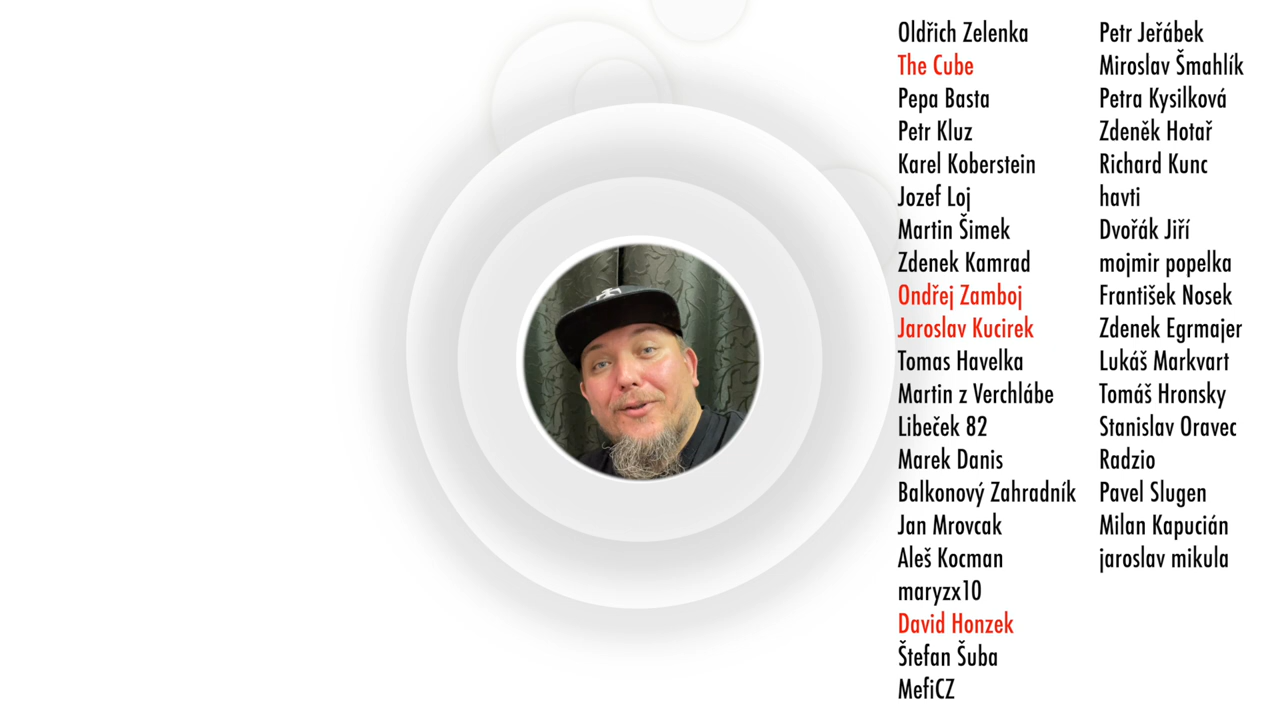 Oldřich Zelenka
The Cube
Pepa Basta
Petr Kluz
Karel Koberstein
Jozef Loj
Martin Šimek
Zdenek Kamrad
Ondřej Zamboj
Jaroslav Kucirek
Tomas Havelka
Martin z Verchlábe
Libeček 82
Marek Danis
Balkonový Zahradník
Jan Mrovcak
Aleš Kocman
maryzx10
David Honzek
Štefan Šuba
MefiCZ
Petr Jeřábek
Miroslav Šmahlík
Petra Kysilková
Zdeněk Hotař
Richard Kunc
havti
Dvořák Jiří
mojmir popelka
František Nosek
Zdenek Egrmajer
Lukáš Markvart
Tomáš Hronsky
Stanislav Oravec
Radzio
Pavel Slugen
Milan Kapucián
jaroslav mikula